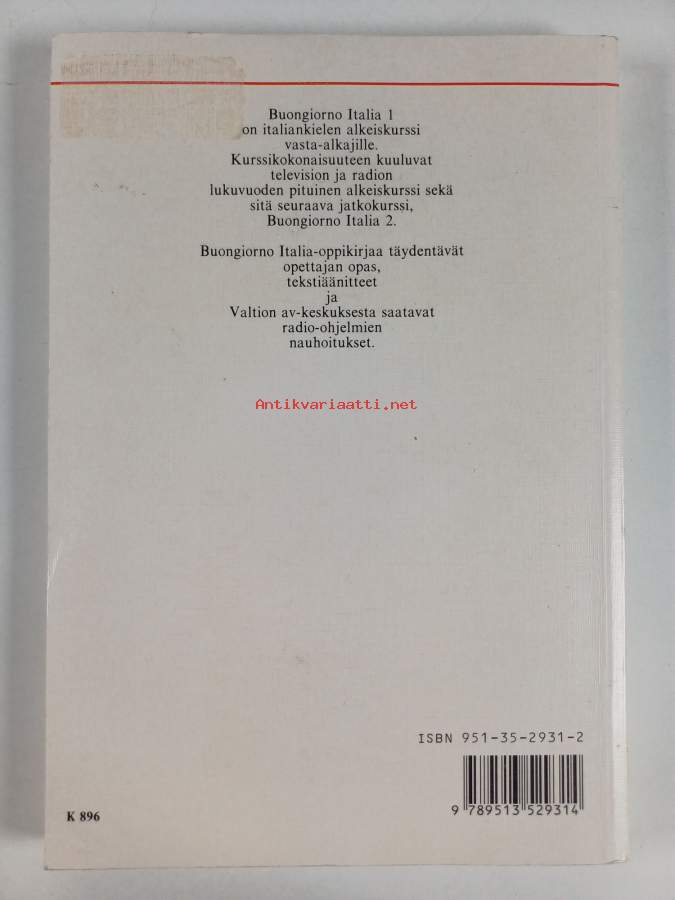 Buongiorno Italia 1
on italiankielen alkeiskurssi
vasta-alkajille.
Kurssikokonaisuuteen kuuluvat
television ja radion
lukuvuoden pituinen alkeiskurssi sekä
sitä seuraava jatkokurssi,
Buongiorno Italia 2.
Buongiorno Italia-oppikirjaa täydentävät
opettajan opas,
tekstiäänitteet
ja
Valtion av-keskuksesta saatavat
radio-ohjelmien
nauhoitukset.
Antikvariaatti.net
ISBN 951-35-2931-2
9 789513 529314
K 896